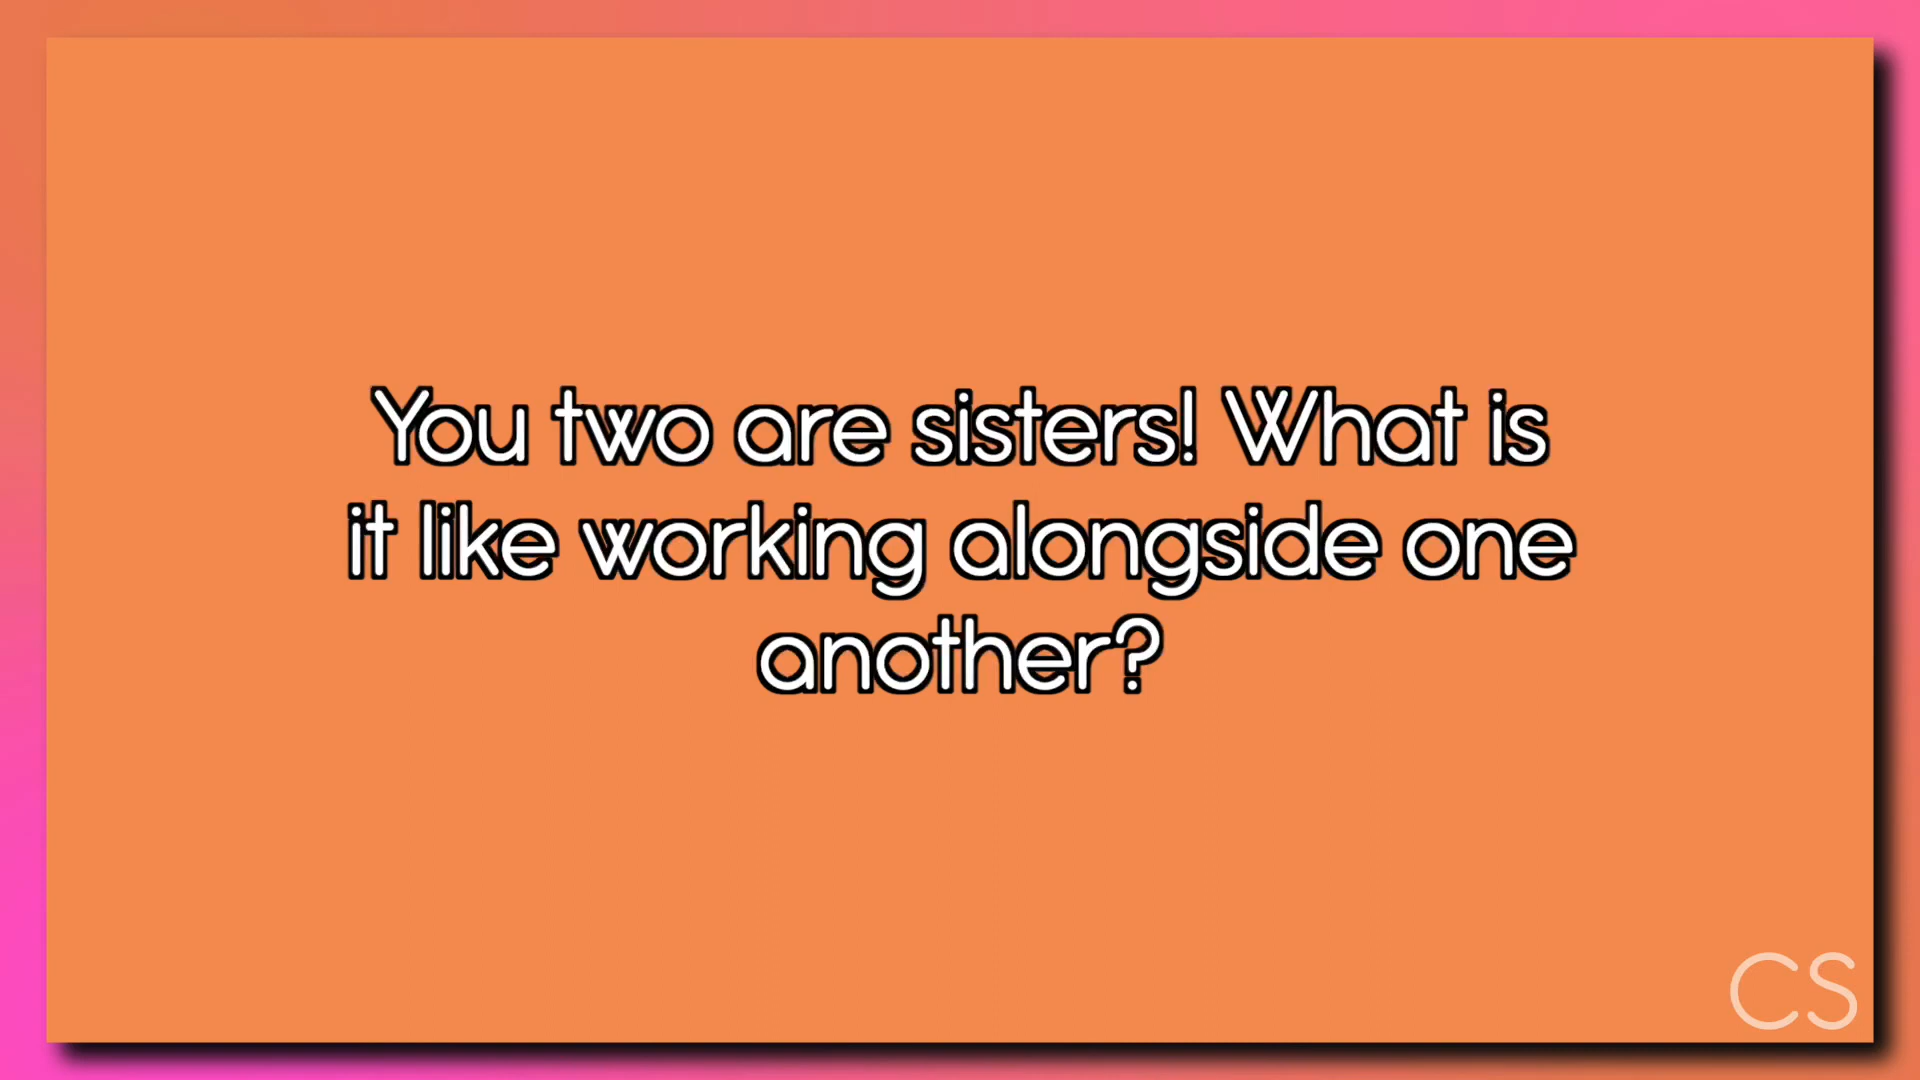 You two are sisters! What is
it like working alongside one
another?
CS